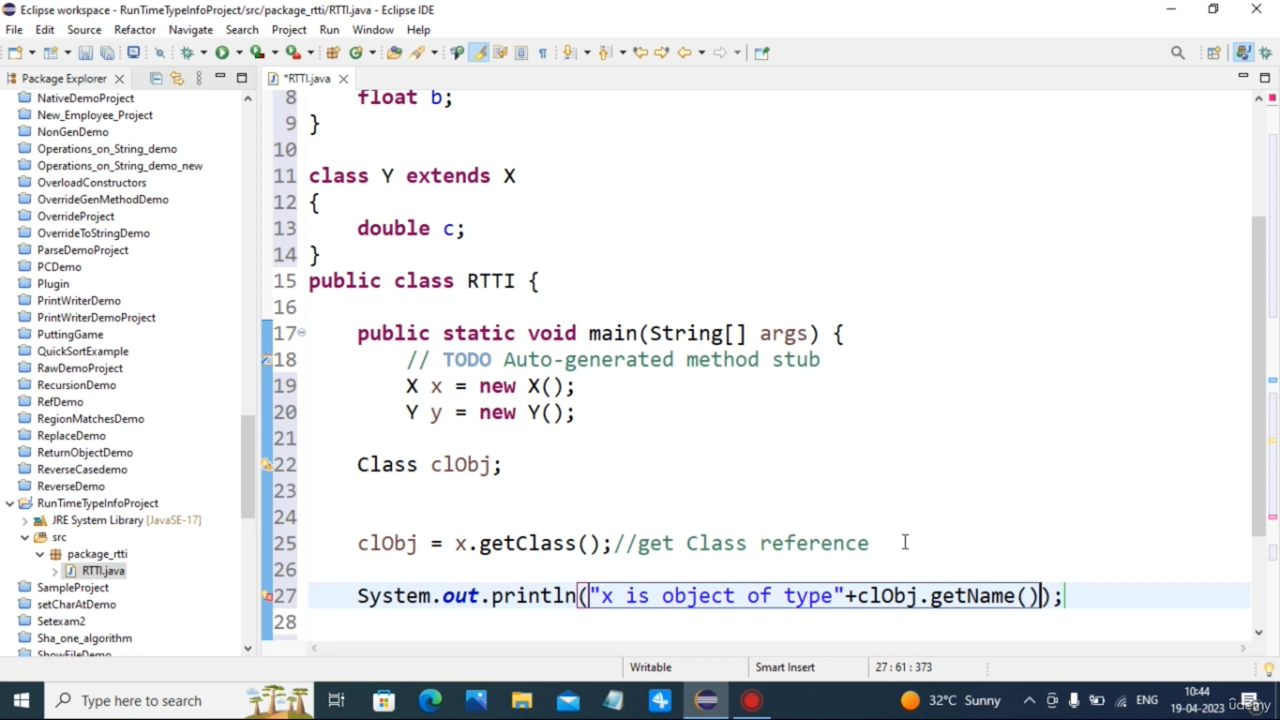 Eclipse workspace - RunTimeTypeInfoProject/src/package_rtti/RTTI.java - Eclipse IDE
File Edit Source Refactor Navigate Search Project Run Window Help
Package Explorer
*RTTI.java
NativeDemoProject
New_Employee_Project
NonGenDemo
Operations_on_String_demo
Operations_on_String_demo_new
OverloadConstructors
OverrideGenMethodDemo
OverrideProject
OverrideToStringDemo
ParseDemoProject
PCDemo
Plugin
PrintWriterDemo
PrintWriterDemoProject
PuttingGame
QuickSortExample
RawDemoProject
RecursionDemo
RefDemo
RegionMatchesDemo
ReplaceDemo
ReturnObjectDemo
ReverseCasedemo
ReverseDemo
RunTimeTypeInfoProject
JRE System Library [JavaSE-17]
src
package_rtti
RTTI.java
SampleProject
setCharAtDemo
Setexam2
Sha_one_algorithm
ShowFileDemo
8 float b;
9 }
10
11 class Y extends X
12 {
13 double c;
14 }
15 public class RTTI {
16
17 public static void main(String[] args) {
18 // TODO Auto-generated method stub
19 X x = new X();
20 Y y = new Y();
21
22 Class clObj;
23
24
25 clObj = x.getClass();//get Class reference
26
27 System.out.println("x is object of type"+clObj.getName());
28
Writable Smart Insert 27 : 61 : 373
Type here to search
32°C Sunny
ENG
10:44
19-04-2023
udemy